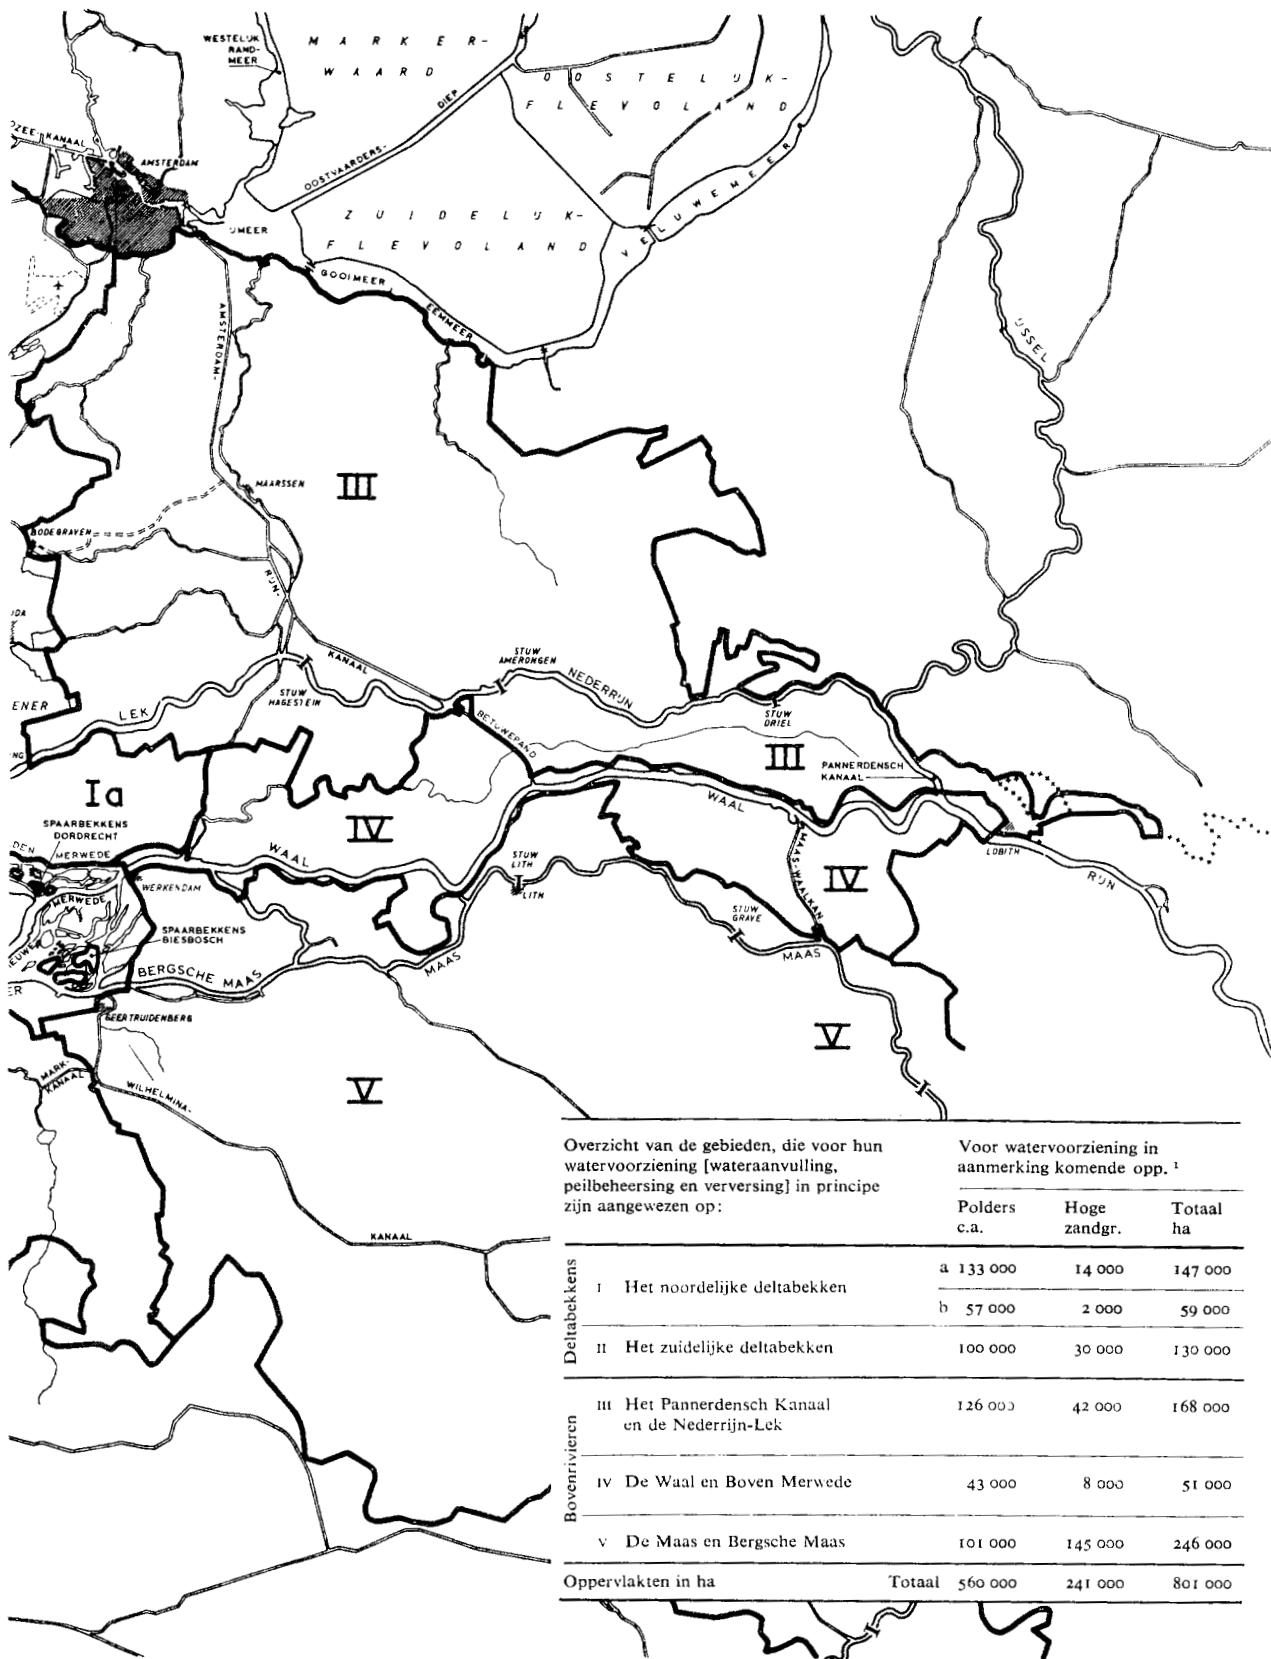 WESTELIJK
RAND-
MEER
MARKER-
WAARD
OOSTELIJK-
FLEVOLAND
DIEP
OOSTVAARDERS-
ZEE-KANAAL
AMSTERDAM
IJMEER
ZUIDELIJK-
FLEVOLAND
VELUWEMEER
GOOIMEER
EEMMEER
AMSTERDAM-
IJSSEL
III
MAARSSEN
BODEGRAVEN
RIJN-
KANAAL
STUW
AMERONGEN
NEDERRIJN
STUW
HAGESTEIN
LEK
BETUWEPAND
STUW
DRIEL
III
PANNERDENSCH
KANAAL
Ia
SPAARBEKKENS
DORDRECHT
DEN
MERWEDE
IV
WAAL
WAAL
MAAS-WAALKAN
IV
LOBITH
RIJN
WERKENDAM
MERWEDE
STUW
LITH
LITH
STUW
GRAVE
SPAARBEKKENS
BIESBOSCH
BERGSCHE MAAS
MAAS
MAAS
GEERTRUIDENBERG
V
V
MARK-
KANAAL
WILHELMINA-
KANAAL
Overzicht van de gebieden, die voor hun
watervoorziening [wateraanvulling,
peilbeheersing en verversing] in principe
zijn aangewezen op:
Voor watervoorziening in
aanmerking komende opp. ¹
Polders c.a. Hoge zandgr. Totaal ha
Deltabekkens
I Het noordelijke deltabekken a 133 000 14 000 147 000
b 57 000 2 000 59 000
II Het zuidelijke deltabekken 100 000 30 000 130 000
Bovenrivieren
III Het Pannerdensch Kanaal
en de Nederrijn-Lek 126 000 42 000 168 000
IV De Waal en Boven Merwede 43 000 8 000 51 000
V De Maas en Bergsche Maas 101 000 145 000 246 000
Oppervlakten in ha Totaal 560 000 241 000 801 000